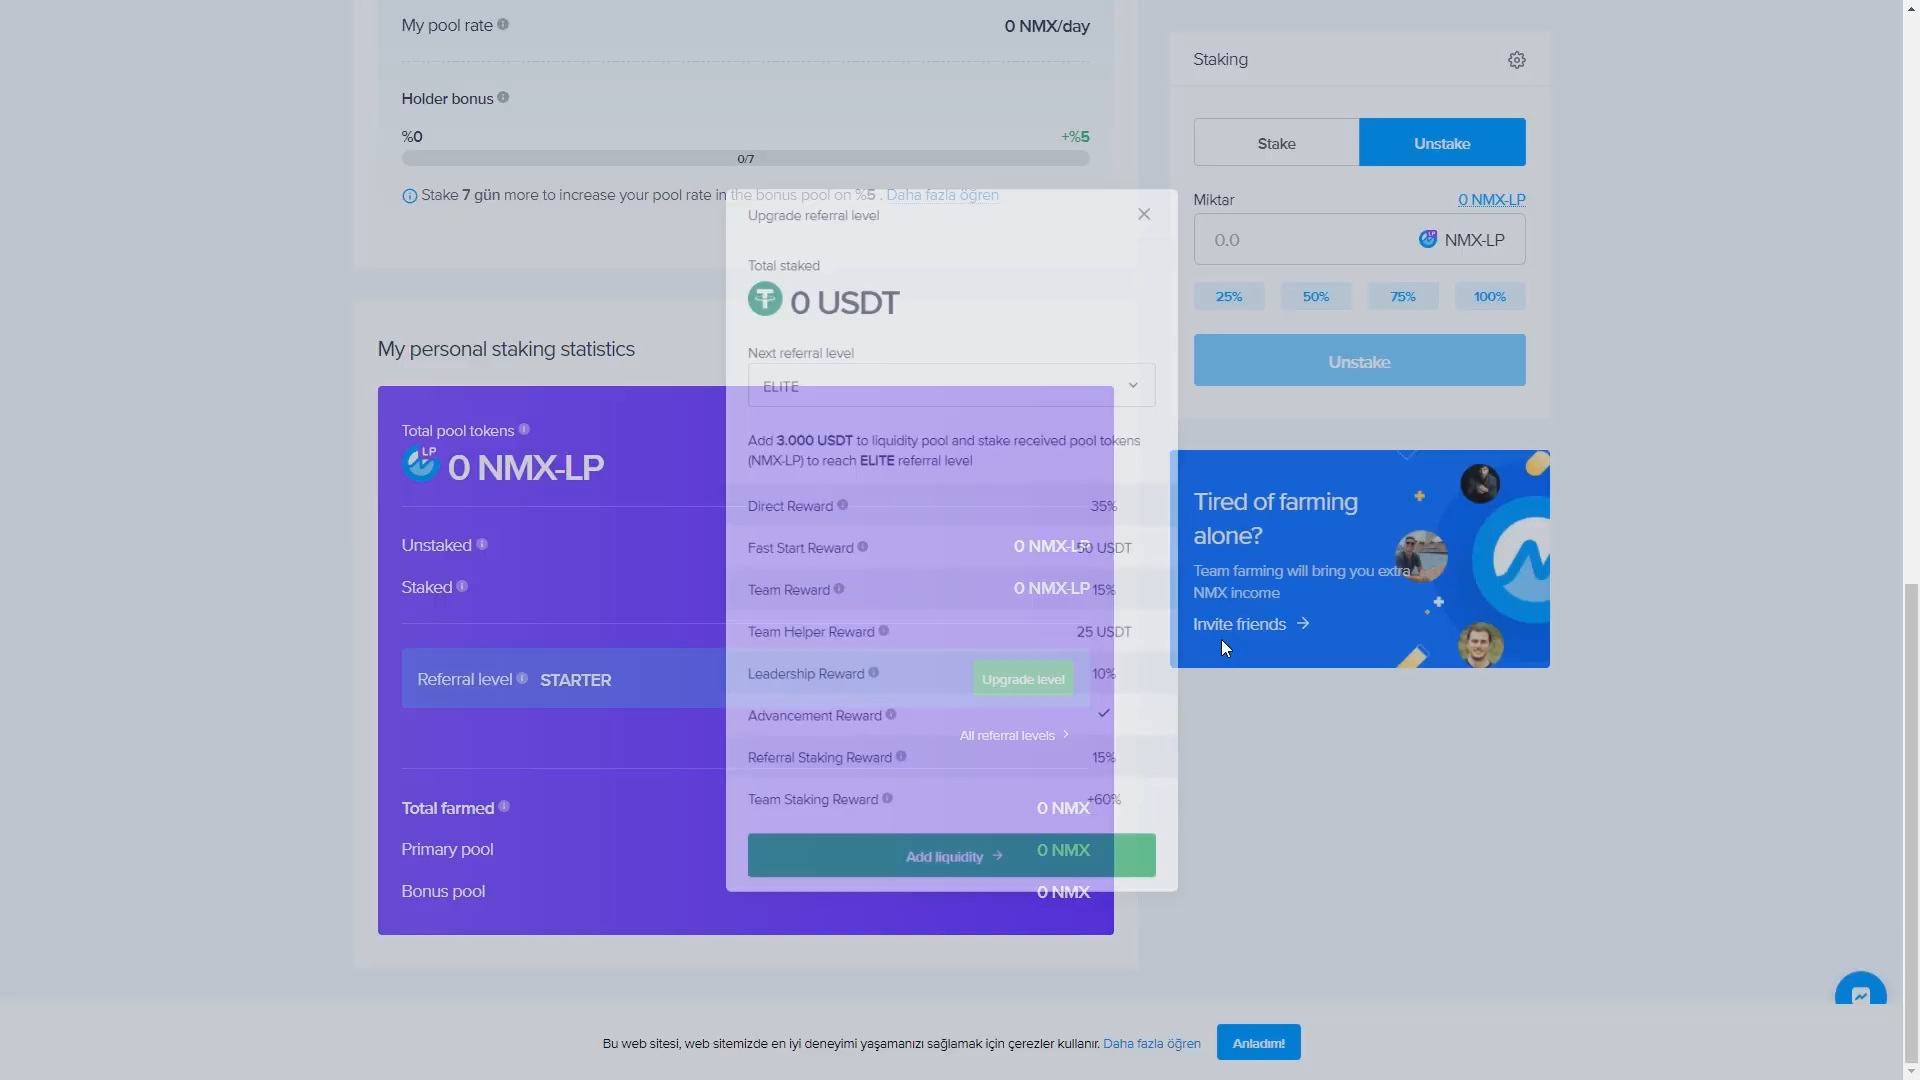 My pool rate
0 NMX/day
Holder bonus
%0
+%5
0/7
Stake 7 gün more to increase your pool rate in the bonus pool on %5 . Daha fazla öğren
My personal staking statistics
Total pool tokens
LP
0 NMX-LP
Unstaked
0 NMX-LP
Staked
0 NMX-LP
Referral level STARTER
Upgrade level
All referral levels
Total farmed
0 NMX
Primary pool
0 NMX
Bonus pool
0 NMX
Upgrade referral level
Total staked
0 USDT
Next referral level
ELITE
Add 3.000 USDT to liquidity pool and stake received pool tokens
(NMX-LP) to reach ELITE referral level
Direct Reward
35%
Fast Start Reward
50 USDT
Team Reward
15%
Team Helper Reward
25 USDT
Leadership Reward
10%
Advancement Reward
Referral Staking Reward
15%
Team Staking Reward
+60%
Add liquidity
Staking
Stake
Unstake
Miktar
0 NMX-LP
0.0
LP
NMX-LP
25%
50%
75%
100%
Unstake
Tired of farming
alone?
Team farming will bring you extra
NMX income
Invite friends
Bu web sitesi, web sitemizde en iyi deneyimi yaşamanızı sağlamak için çerezler kullanır. Daha fazla öğren
Anladım!